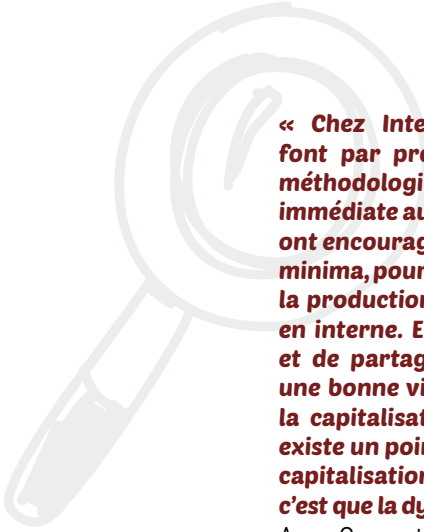 « Chez Inte
font par pr
méthodologi
immédiate au
ont encourag
minima, pour
la production
en interne. E
et de partag
une bonne vi
la capitalisat
existe un poin
capitalisation
c’est que la dy